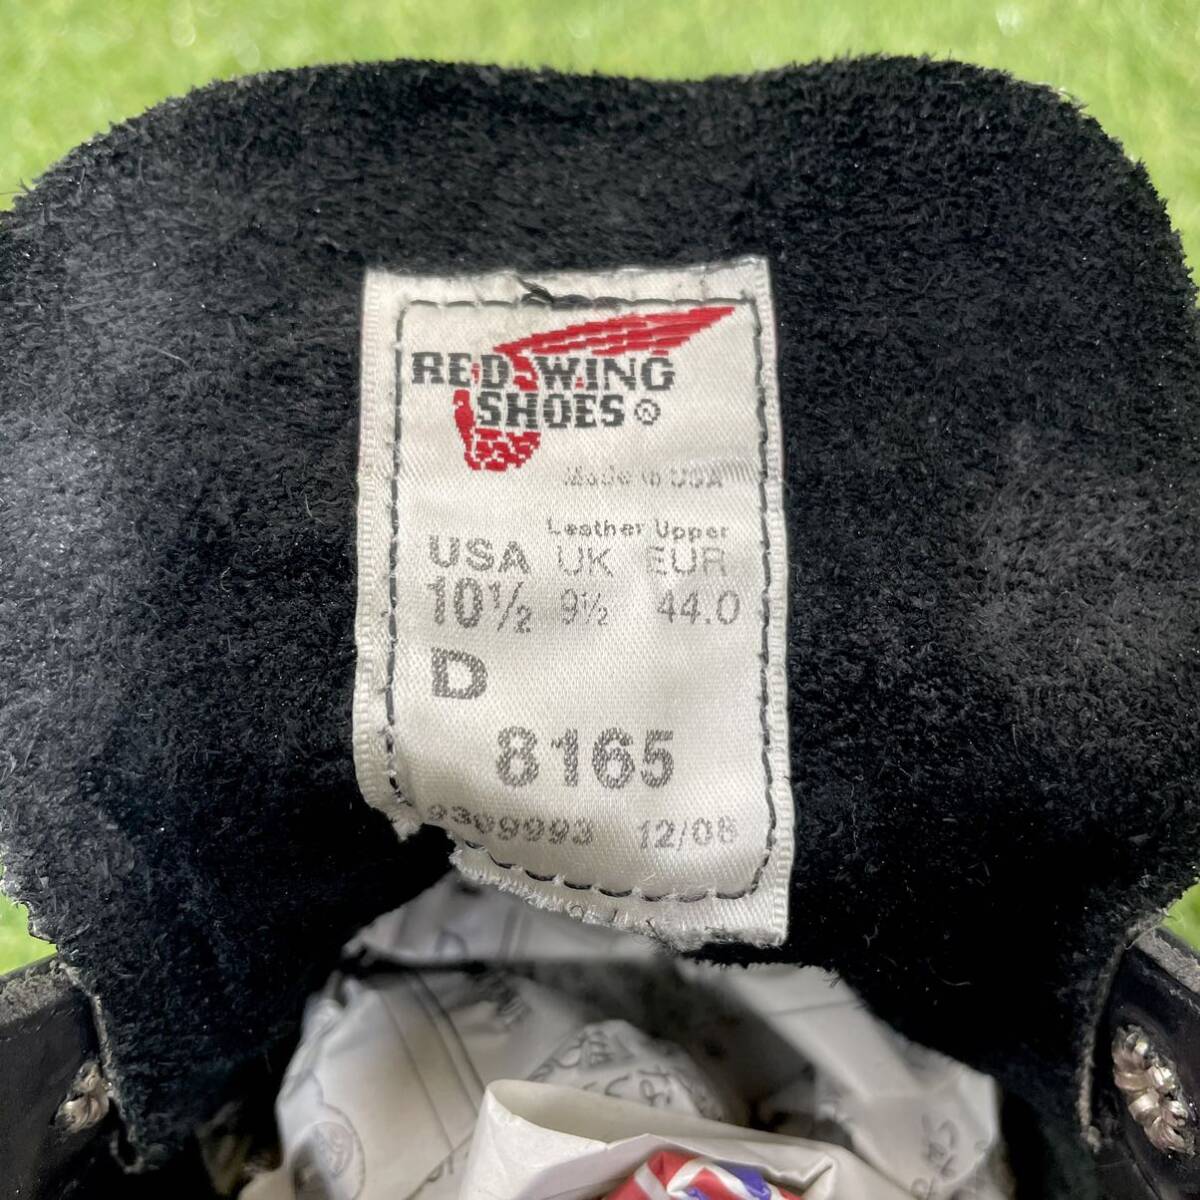 RED WING
SHOES ®
Made in USA
Leather Upper
USA UK EUR
10½ 9½ 44.0
D
8165
9309993 12/08